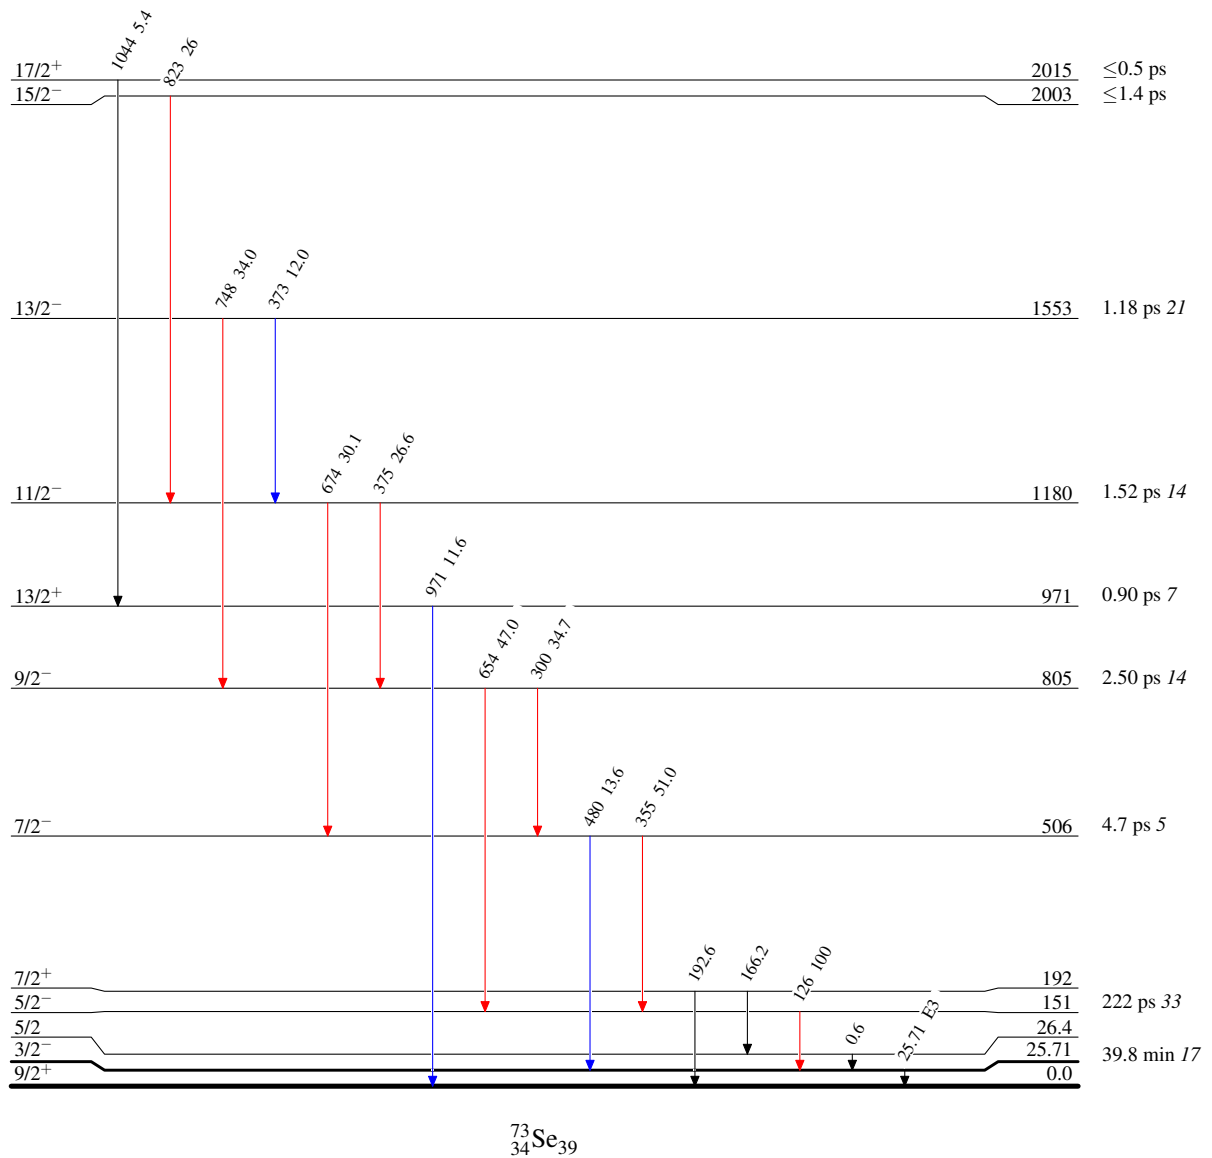 1044 5.4
823 26
17/2+ 2015 ≤0.5 ps
15/2− 2003 ≤1.4 ps
748 34.0
373 12.0
13/2− 1553 1.18 ps 21
674 30.1
375 26.6
11/2− 1180 1.52 ps 14
971 11.6
13/2+ 971 0.90 ps 7
654 47.0
300 34.7
9/2− 805 2.50 ps 14
480 13.6
355 51.0
7/2− 506 4.7 ps 5
192.6
166.2
126 100
7/2+ 192
5/2− 151 222 ps 33
0.6
25.71 E3
5/2 26.4
3/2− 25.71 39.8 min 17
9/2+ 0.0
73 34 Se 39